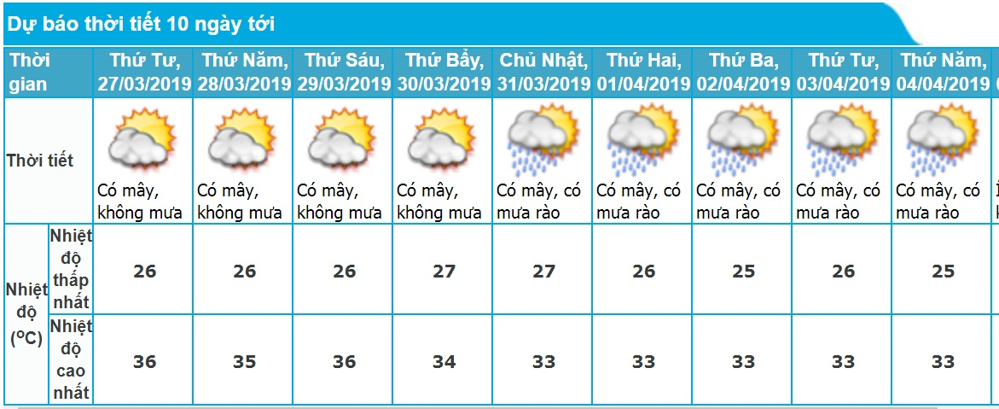 Dự báo thời tiết 10 ngày tới
Thời gian
Thứ Tư, 27/03/2019
Thứ Năm, 28/03/2019
Thứ Sáu, 29/03/2019
Thứ Bẩy, 30/03/2019
Chủ Nhật, 31/03/2019
Thứ Hai, 01/04/2019
Thứ Ba, 02/04/2019
Thứ Tư, 03/04/2019
Thứ Năm, 04/04/2019
Thời tiết
Có mây, không mưa
Có mây, không mưa
Có mây, không mưa
Có mây, không mưa
Có mây, có mưa rào
Có mây, có mưa rào
Có mây, có mưa rào
Có mây, có mưa rào
Có mây, có mưa rào
Nhiệt độ (ºC)
Nhiệt độ thấp nhất
26 26 26 27 27 26 25 26 25
Nhiệt độ cao nhất
36 35 36 34 33 33 33 33 33